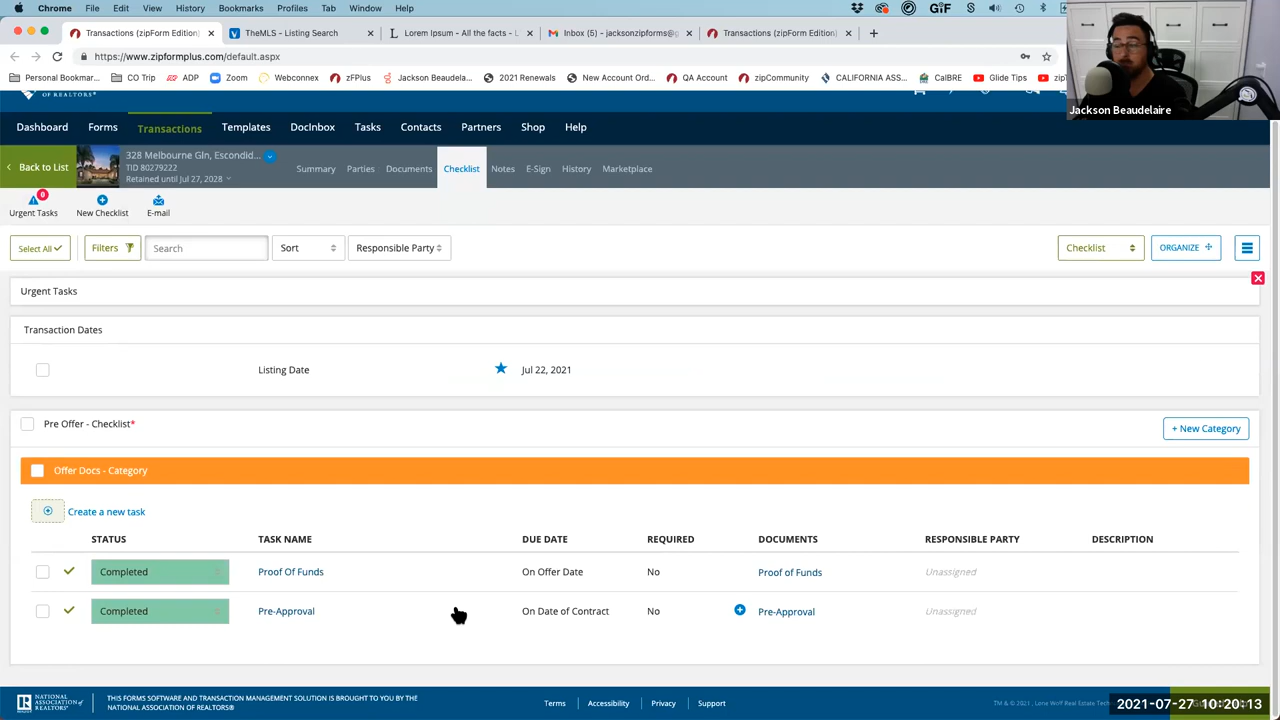 Chrome File Edit View History Bookmarks Profiles Tab Window Help
GIF
Transactions (zipForm Edition) TheMLS - Listing Search Lorem Ipsum - All the facts - L Inbox (5) - jacksonzipforms@g Transactions (zipForm Edition)
https://www.zipformplus.com/default.aspx
Personal Bookmar... CO Trip ADP Zoom Webconnex zFPlus Jackson Beaudelai... 2021 Renewals New Account Ord... QA Account zipCommunity CALIFORNIA ASS... CalBRE Glide Tips
OF REALTORS®
Jackson Beaudelaire
Dashboard Forms Transactions Templates DocInbox Tasks Contacts Partners Shop Help
Back to List
328 Melbourne Gln, Escondid...
TID 80279222
Retained until Jul 27, 2028
Summary Parties Documents Checklist Notes E-Sign History Marketplace
0
Urgent Tasks New Checklist E-mail
Select All Filters Search Sort Responsible Party Checklist ORGANIZE
Urgent Tasks
Transaction Dates
Listing Date Jul 22, 2021
Pre Offer - Checklist* + New Category
Offer Docs - Category
Create a new task
STATUS TASK NAME DUE DATE REQUIRED DOCUMENTS RESPONSIBLE PARTY DESCRIPTION
Completed Proof Of Funds On Offer Date No Proof of Funds Unassigned
Completed Pre-Approval On Date of Contract No Pre-Approval Unassigned
NATIONAL ASSOCIATION of REALTORS®
THIS FORMS SOFTWARE AND TRANSACTION MANAGEMENT SOLUTION IS BROUGHT TO YOU BY THE
NATIONAL ASSOCIATION OF REALTORS®
Terms Accessibility Privacy Support
TM & © 2021, Lone Wolf Real Estate Tech
2021-07-27 10:20:13